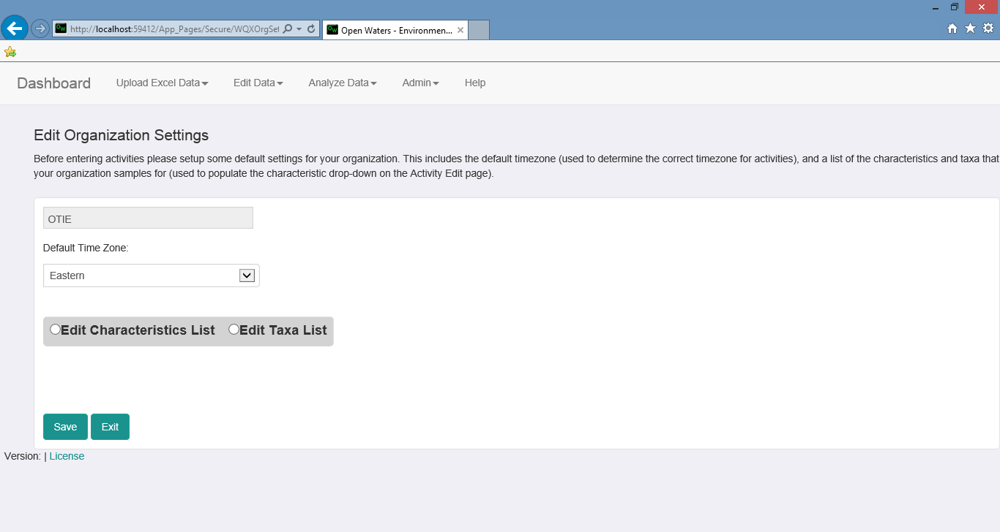 http://localhost:59412/App_Pages/Secure/WQXOrgSet
Open Waters - Environmen...
Dashboard Upload Excel Data Edit Data Analyze Data Admin Help
Edit Organization Settings
Before entering activities please setup some default settings for your organization. This includes the default timezone (used to determine the correct timezone for activities), and a list of the characteristics and taxa that
your organization samples for (used to populate the characteristic drop-down on the Activity Edit page).
OTIE
Default Time Zone:
Eastern
Edit Characteristics List Edit Taxa List
Save Exit
Version: | License